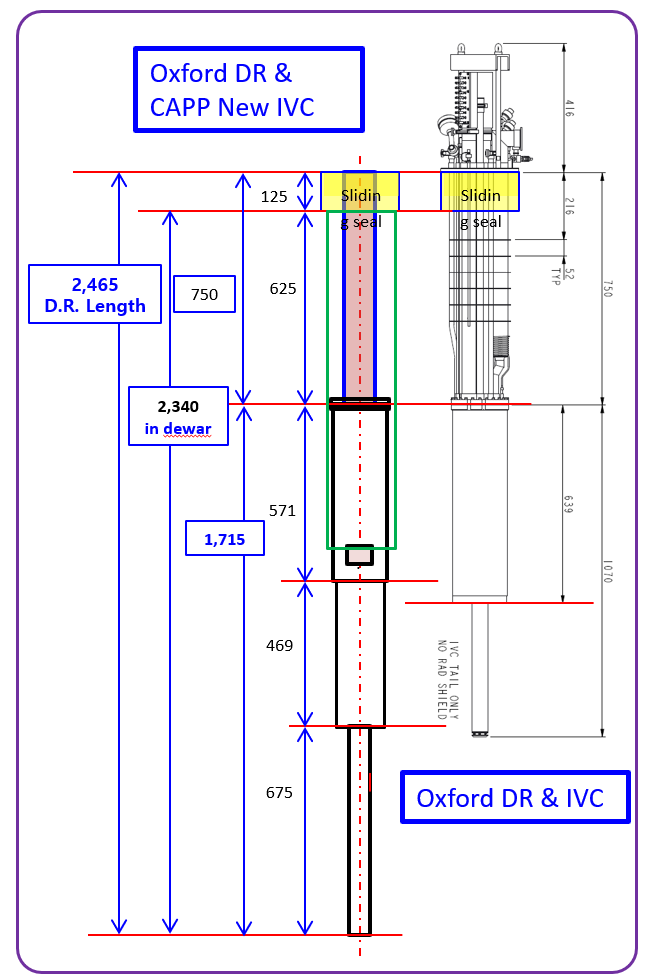 Oxford DR &
CAPP New IVC
416
125
Slidin
g seal
Slidin
g seal
216
2,465
D.R. Length
750
625
52
TYP
750
2,340
in dewar
571
639
1,715
1070
469
IVC TAIL ONLY
NO RAD SHIELD
675
Oxford DR & IVC